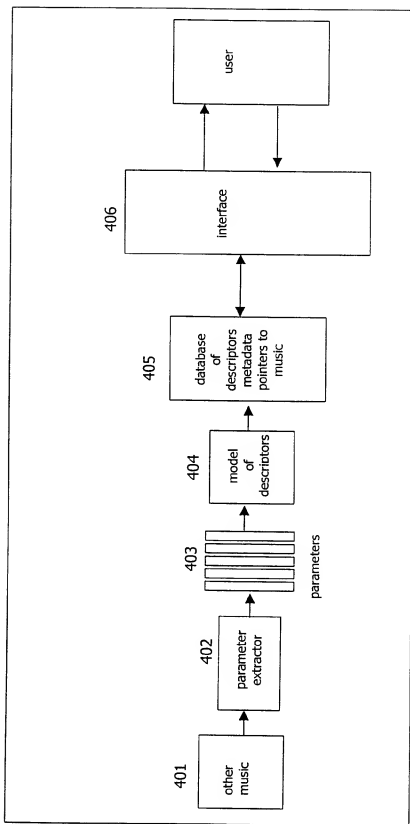 401
other
music
402
parameter
extractor
403
parameters
404
model
of
descriptors
405
database
of
descriptors
metadata
pointers to
music
406
interface
user